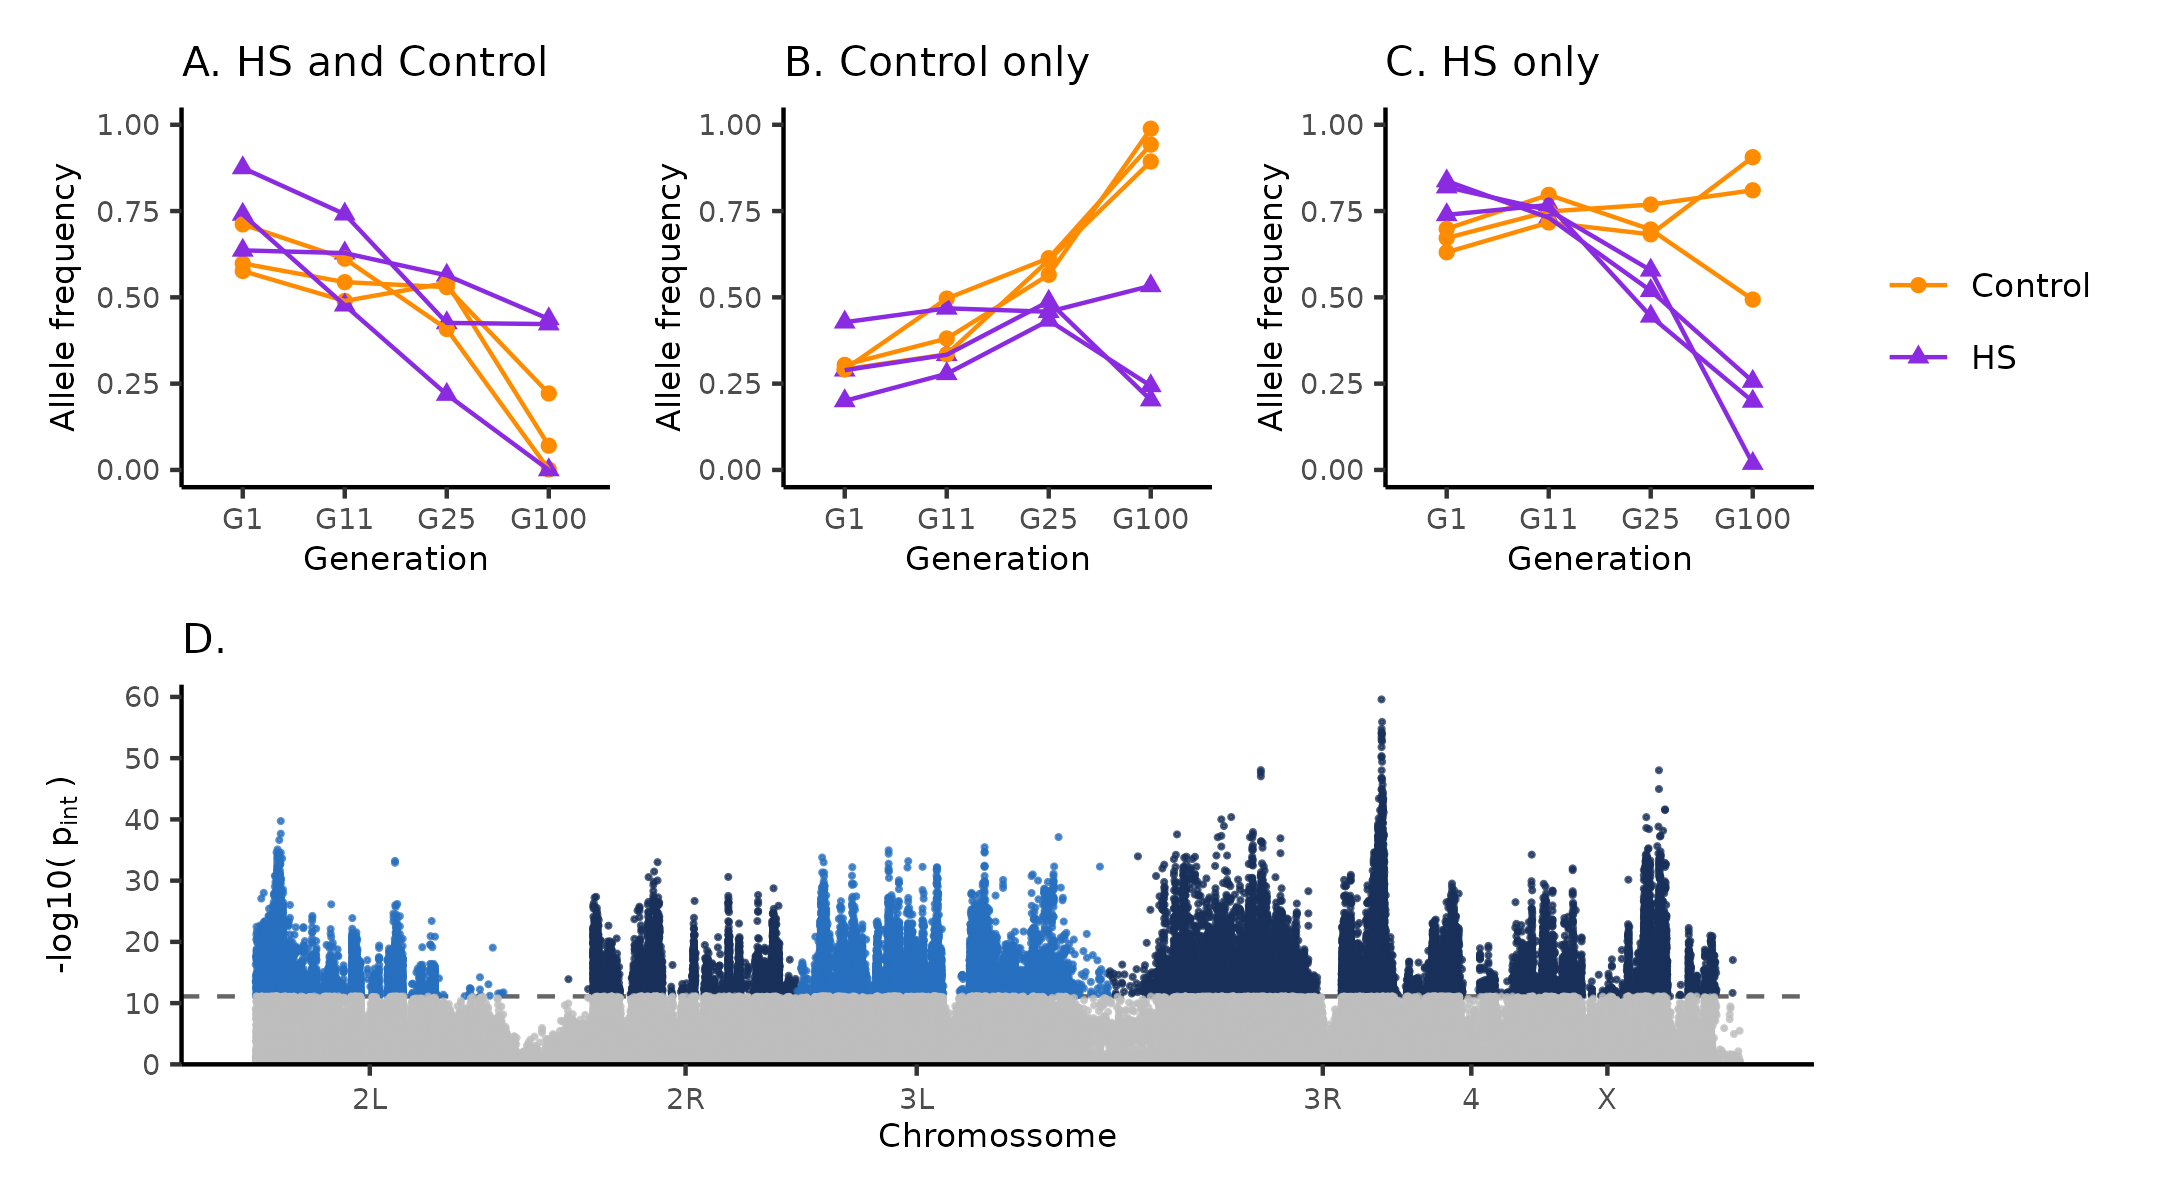 A. HS and Control
B. Control only
C. HS only
Allele frequency
1.00
0.75
0.50
0.25
0.00
G1 G11 G25 G100
Generation
Allele frequency
1.00
0.75
0.50
0.25
0.00
G1 G11 G25 G100
Generation
Allele frequency
1.00
0.75
0.50
0.25
0.00
G1 G11 G25 G100
Generation
Control
HS
D.
-log10( pint )
60
50
40
30
20
10
0
2L 2R 3L 3R 4 X
Chromossome